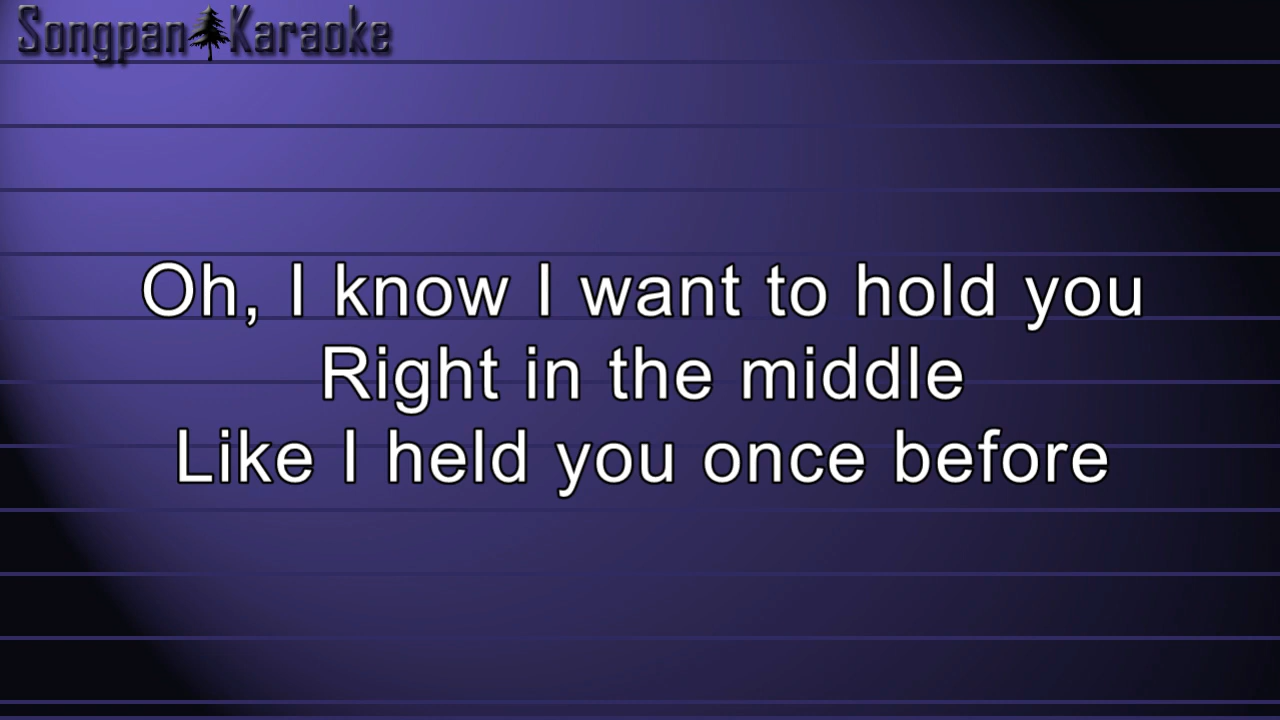 Songpan Karaoke
Oh, I know I want to hold you
Right in the middle
Like I held you once before